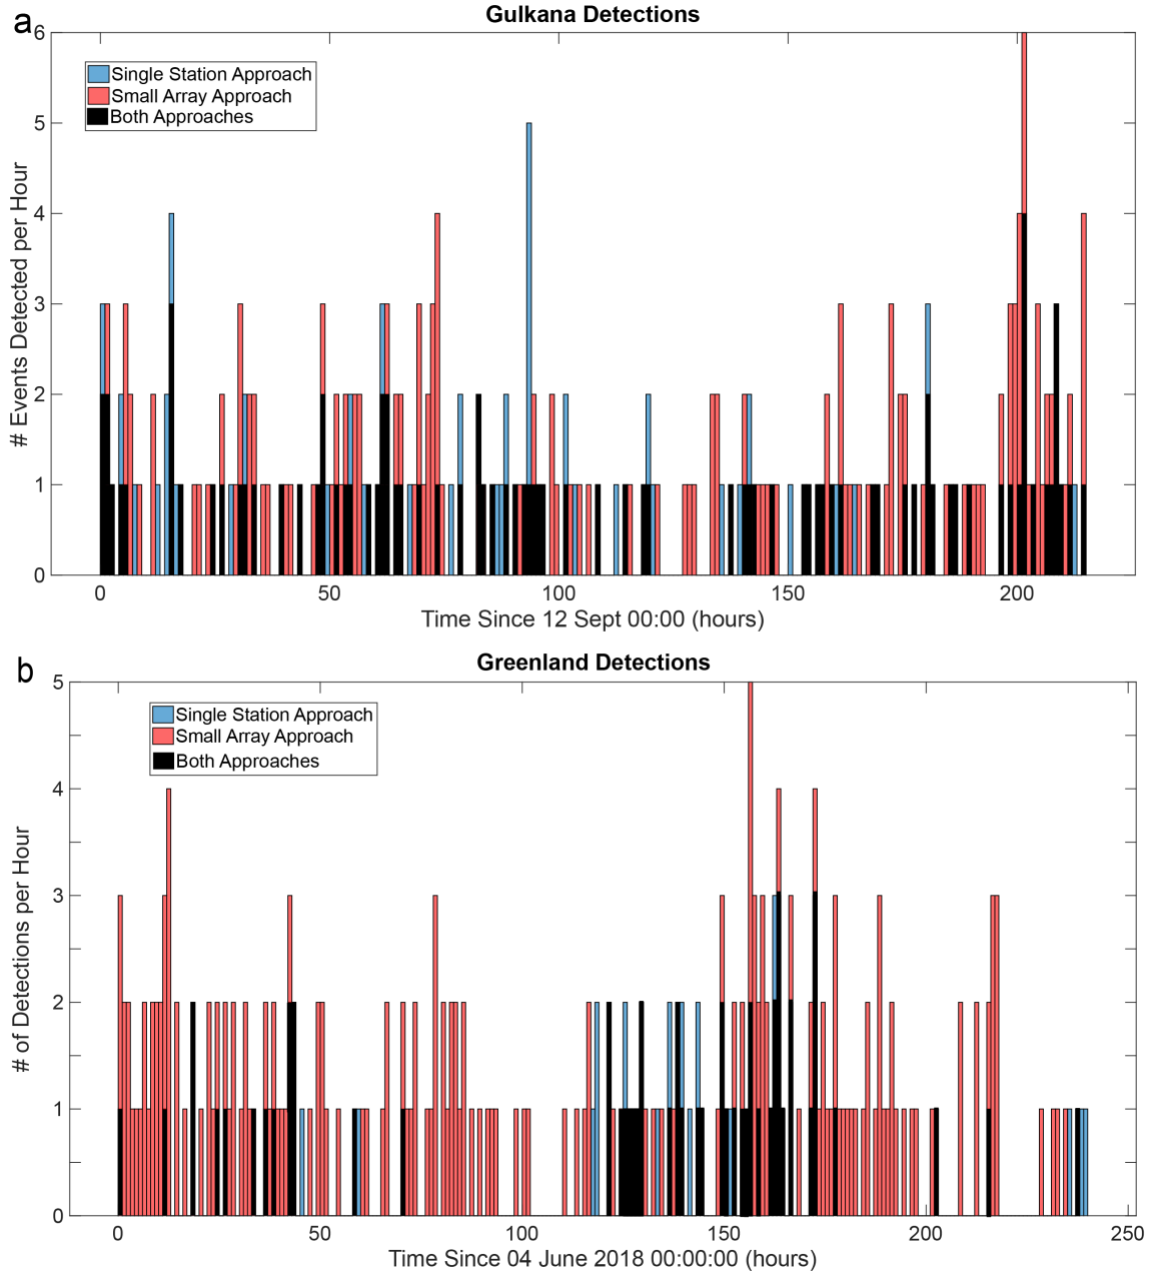 a
Gulkana Detections
Single Station Approach
Small Array Approach
Both Approaches
# Events Detected per Hour
6
5
4
3
2
1
0
0 50 100 150 200
Time Since 12 Sept 00:00 (hours)
b
Greenland Detections
Single Station Approach
Small Array Approach
Both Approaches
# of Detections per Hour
5
4
3
2
1
0
0 50 100 150 200 250
Time Since 04 June 2018 00:00:00 (hours)